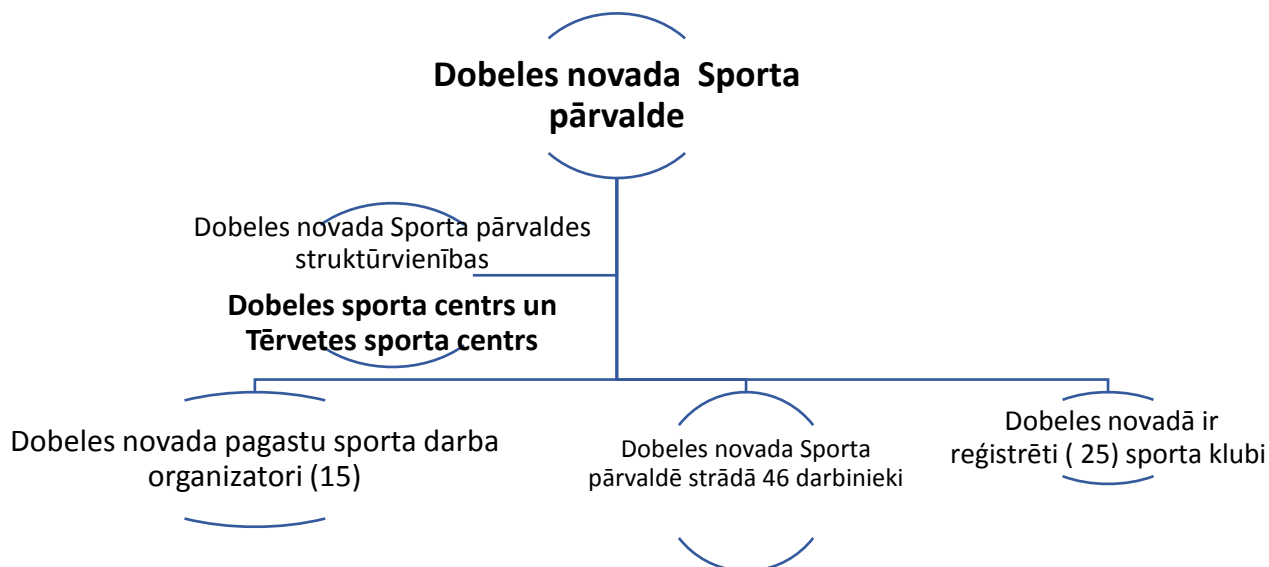 Dobeles novada Sporta
pārvalde
Dobeles novada Sporta pārvaldes
struktūrvienības
Dobeles sporta centrs un
Tērvetes sporta centrs
Dobeles novada pagastu sporta darba
organizatori (15)
Dobeles novada Sporta
pārvaldē strādā 46 darbinieki
Dobeles novadā ir
reģistrēti ( 25) sporta klubi